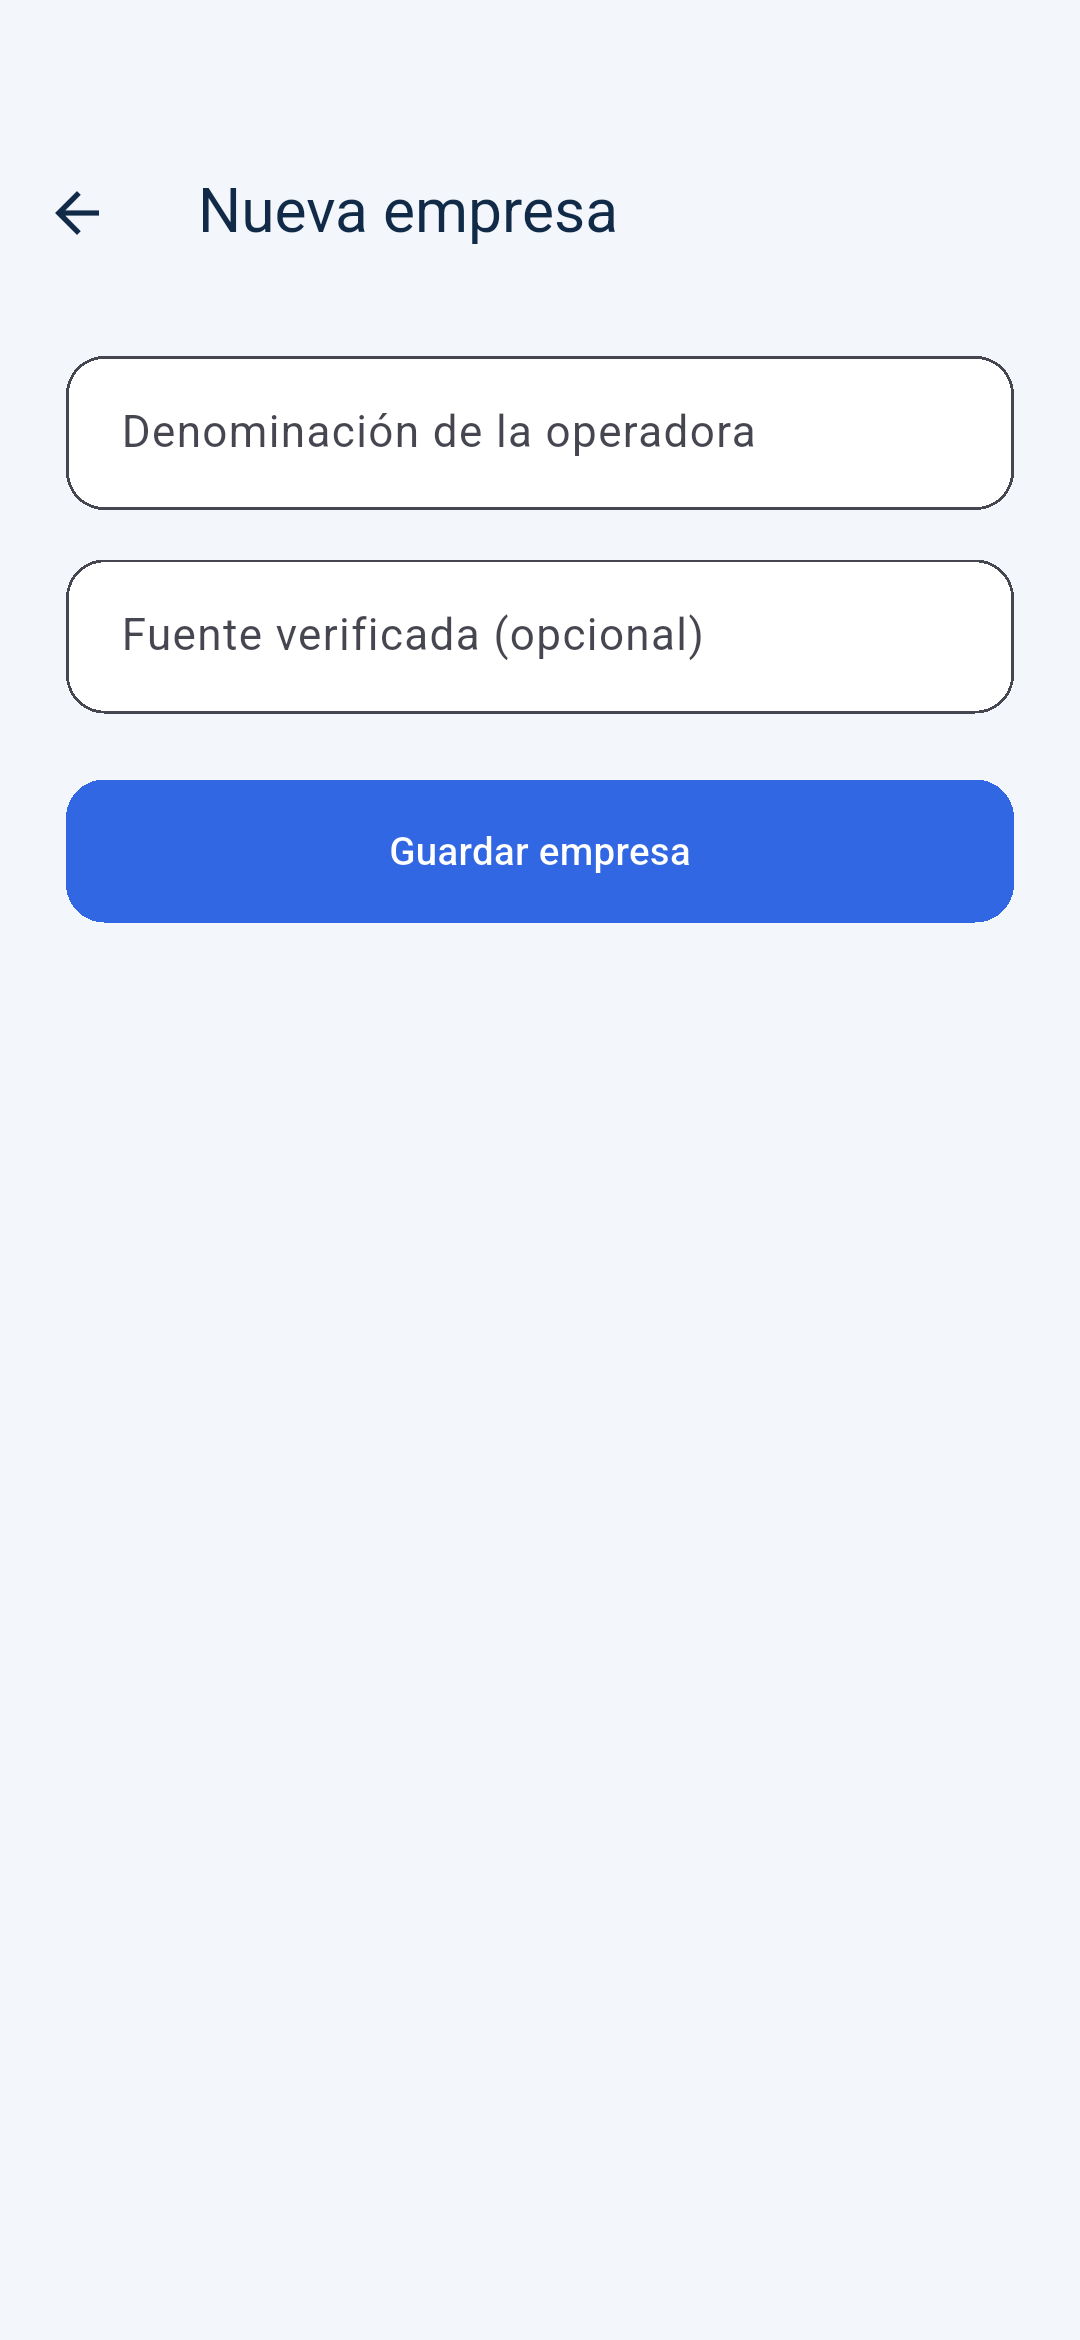 Nueva empresa
Denominación de la operadora
Fuente verificada (opcional)
Guardar empresa